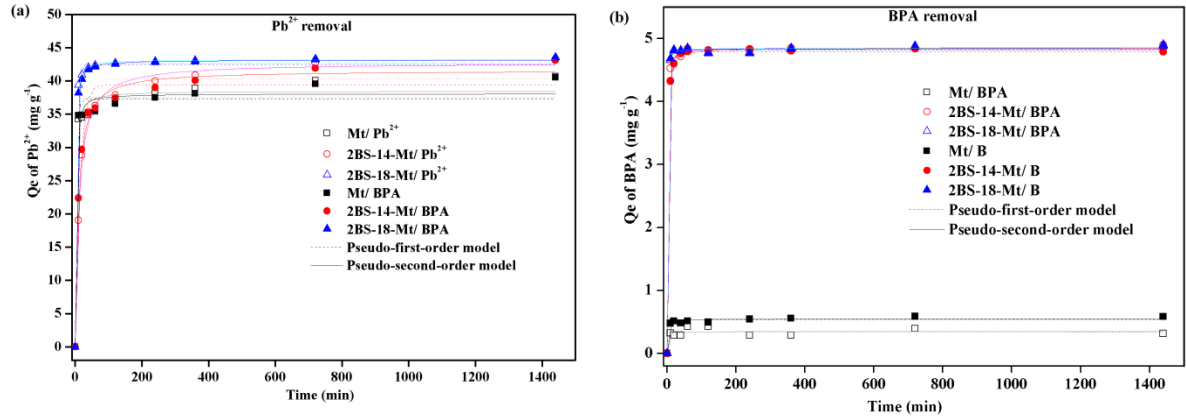 (a)
Pb²⁺ removal
50
45
40
35
30
25
20
15
10
5
0
Qe of Pb²⁺ (mg g⁻¹)
Mt/ Pb²⁺
2BS-14-Mt/ Pb²⁺
2BS-18-Mt/ Pb²⁺
Mt/ BPA
2BS-14-Mt/ BPA
2BS-18-Mt/ BPA
Pseudo-first-order model
Pseudo-second-order model
0 200 400 600 800 1000 1200 1400
Time (min)
(b)
BPA removal
5
4
3
2
1
0
Qe of BPA (mg g⁻¹)
Mt/ BPA
2BS-14-Mt/ BPA
2BS-18-Mt/ BPA
Mt/ B
2BS-14-Mt/ B
2BS-18-Mt/ B
Pseudo-first-order model
Pseudo-second-order model
0 200 400 600 800 1000 1200 1400
Time (min)